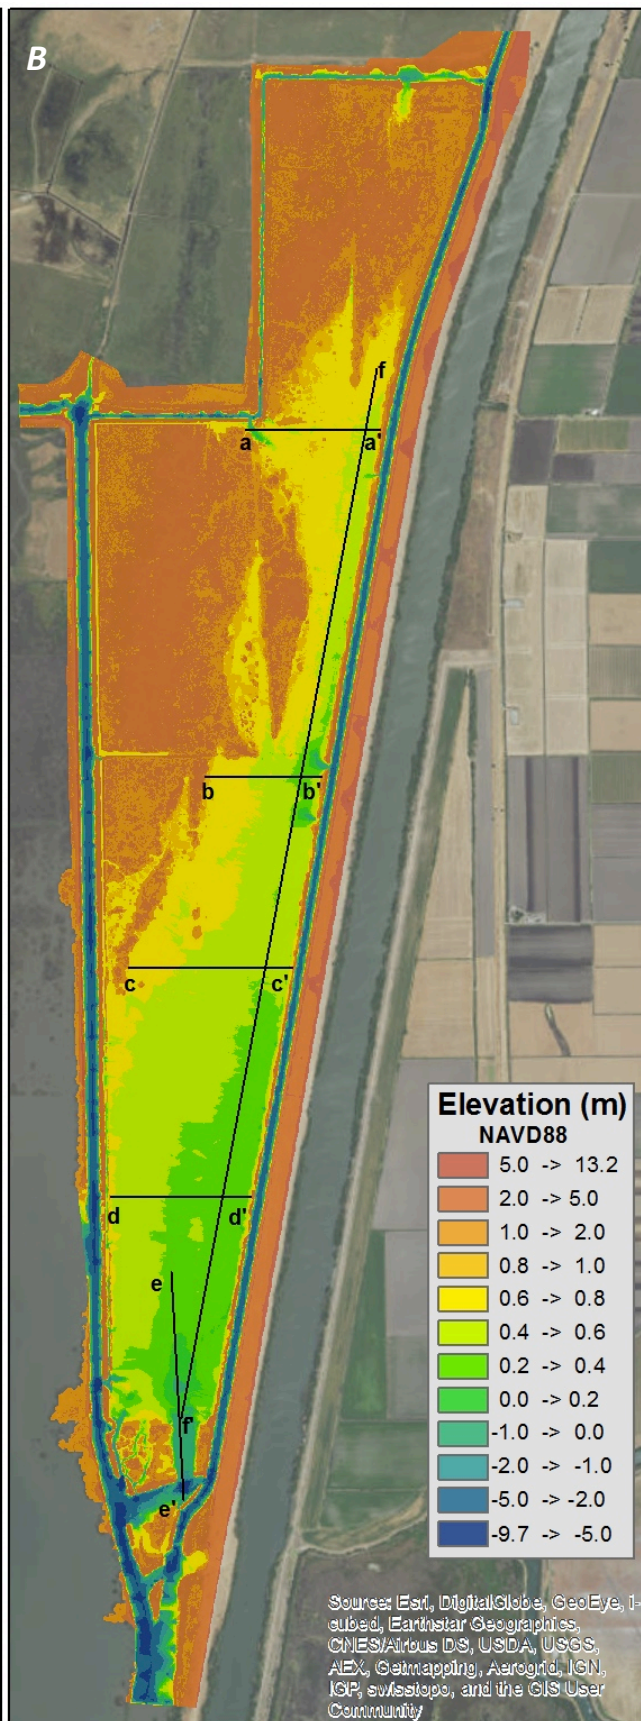 B
f
a a'
b b'
c c'
d d'
e
f'
e'
Elevation (m)
NAVD88
5.0 -> 13.2
2.0 -> 5.0
1.0 -> 2.0
0.8 -> 1.0
0.6 -> 0.8
0.4 -> 0.6
0.2 -> 0.4
0.0 -> 0.2
-1.0 -> 0.0
-2.0 -> -1.0
-5.0 -> -2.0
-9.7 -> -5.0
Source: Esri, DigitalGlobe, GeoEye, i-
cubed, Earthstar Geographics,
CNES/Airbus DS, USDA, USGS,
AEX, Getmapping, Aerogrid, IGN,
IGP, swisstopo, and the GIS User
Community